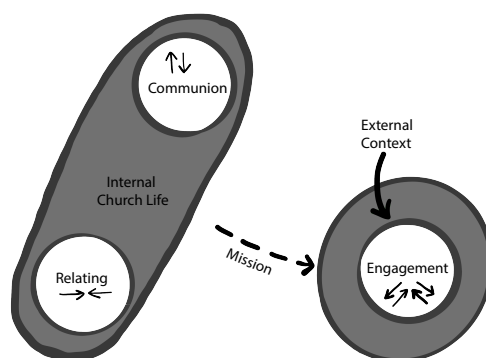 Communion
External
Context
Internal
Church Life
Mission
Relating
Engagement